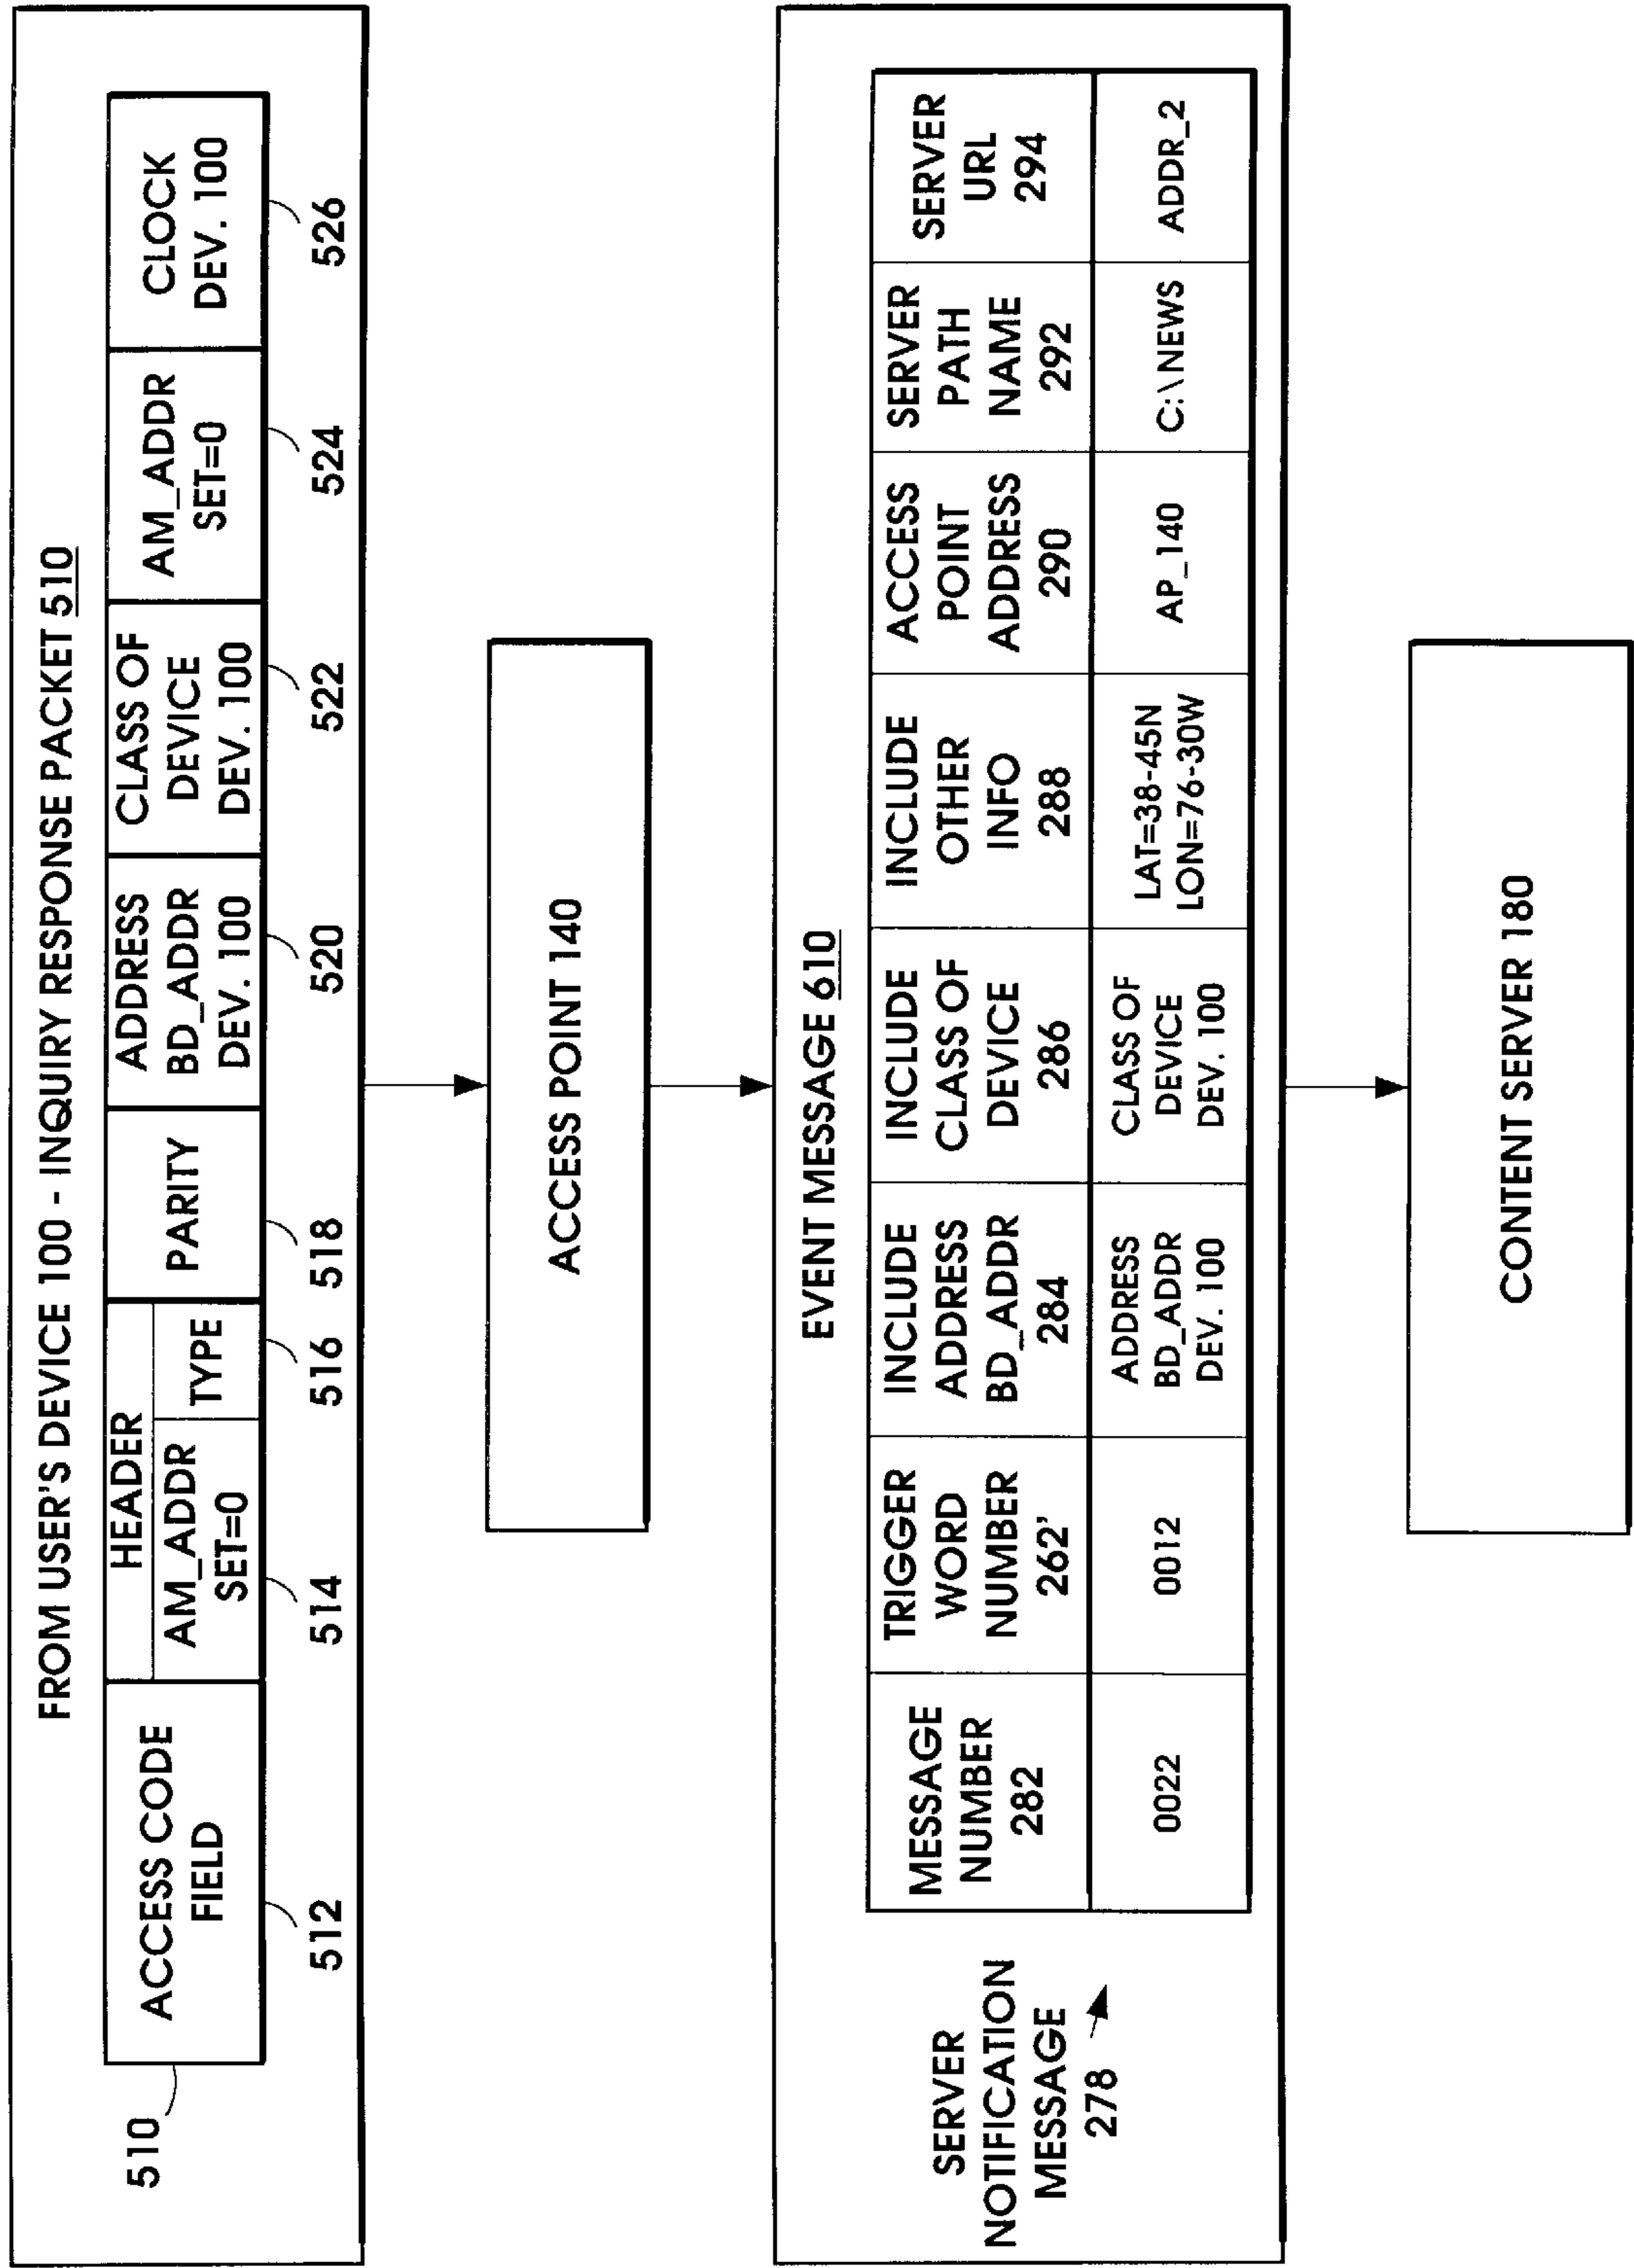 FROM USER'S DEVICE 100 - INQUIRY RESPONSE PACKET 510
510
ACCESS CODE
FIELD
512
HEADER
AM_ADDR
SET=0
514
TYPE
516
PARITY
518
ADDRESS
BD_ADDR
DEV. 100
520
CLASS OF
DEVICE
DEV. 100
522
AM_ADDR
SET=0
524
CLOCK
DEV. 100
526
ACCESS POINT 140
EVENT MESSAGE 610
SERVER
NOTIFICATION
MESSAGE
278
MESSAGE
NUMBER
282
TRIGGER
WORD
NUMBER
262'
INCLUDE
ADDRESS
BD_ADDR
284
INCLUDE
CLASS OF
DEVICE
286
INCLUDE
OTHER
INFO
288
ACCESS
POINT
ADDRESS
290
SERVER
PATH
NAME
292
SERVER
URL
294
0022
0012
ADDRESS
BD_ADDR
DEV. 100
CLASS OF
DEVICE
DEV. 100
LAT=38-45N
LON=76-30W
AP_140
C:\NEWS
ADDR_2
CONTENT SERVER 180